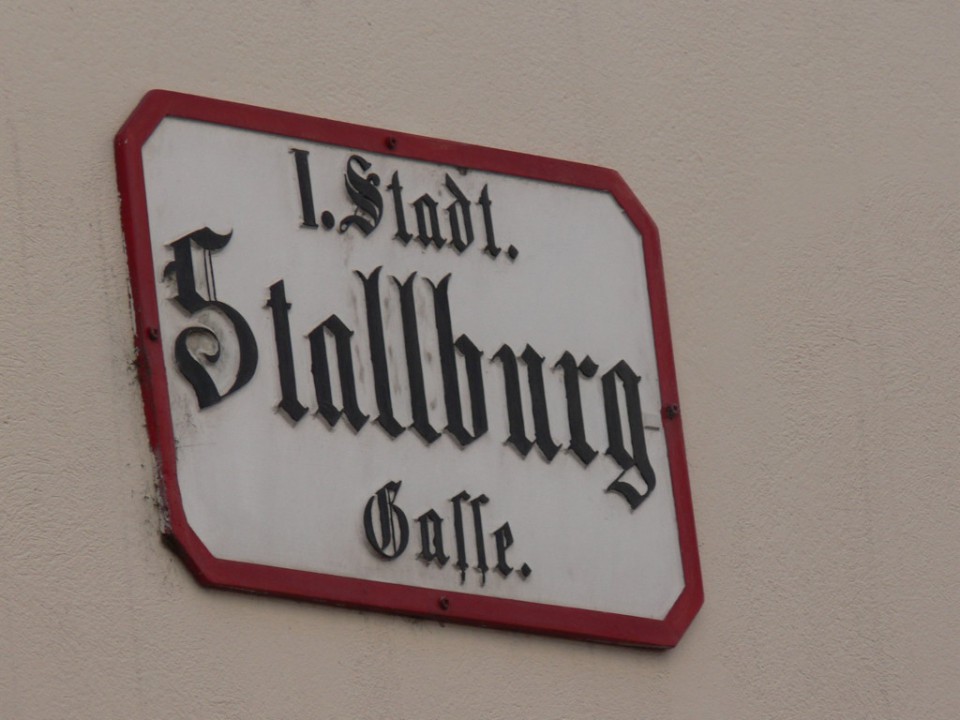 I. Stadt.
Stallburg
Gasse.